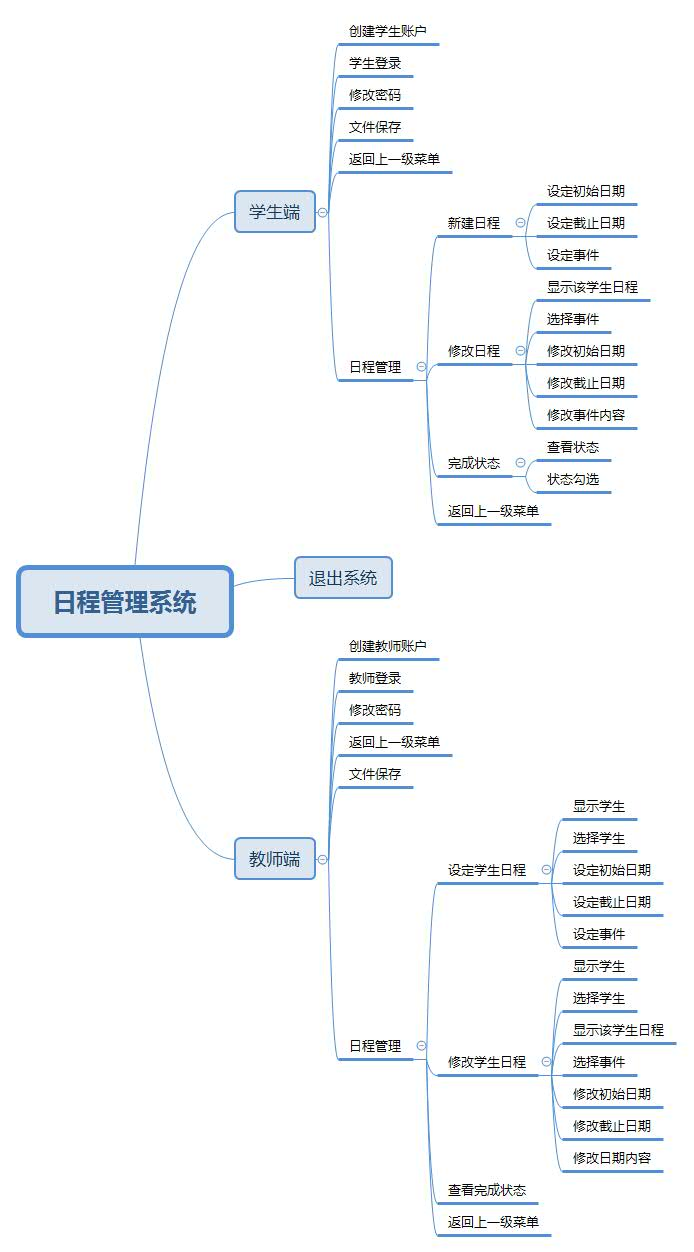 创建学生账户
学生登录
修改密码
文件保存
返回上一级菜单
学生端
设定初始日期
新建日程
设定截止日期
设定事件
显示该学生日程
选择事件
修改日程
修改初始日期
日程管理
修改截止日期
修改事件内容
查看状态
完成状态
状态勾选
返回上一级菜单
退出系统
日程管理系统
创建教师账户
教师登录
修改密码
返回上一级菜单
文件保存
显示学生
选择学生
教师端
设定学生日程
设定初始日期
设定截止日期
设定事件
显示学生
选择学生
显示该学生日程
日程管理
修改学生日程
选择事件
修改初始日期
修改截止日期
修改日期内容
查看完成状态
返回上一级菜单